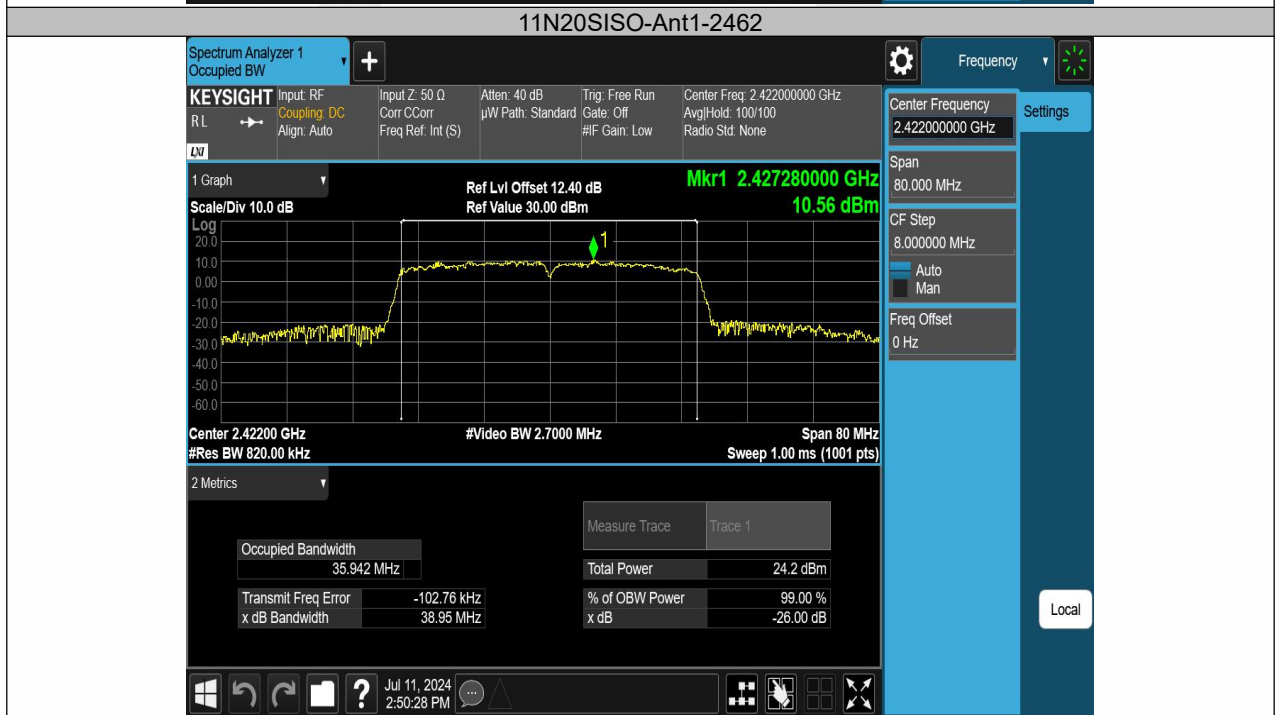 11N20SISO-Ant1-2462
Spectrum Analyzer 1
Occupied BW
+
Frequency
KEYSIGHT
R L
LXI
Input: RF
Coupling: DC
Align: Auto
Input Z: 50 Ω
Corr CCorr
Freq Ref: Int (S)
Atten: 40 dB
µW Path: Standard
Trig: Free Run
Gate: Off
#IF Gain: Low
Center Freq: 2.422000000 GHz
Avg|Hold: 100/100
Radio Std: None
Center Frequency
2.422000000 GHz
Settings
Span
80.000 MHz
CF Step
8.000000 MHz
Auto
Man
Freq Offset
0 Hz
Local
1 Graph
Scale/Div 10.0 dB
Ref Lvl Offset 12.40 dB
Ref Value 30.00 dBm
Mkr1 2.427280000 GHz
10.56 dBm
Log
1
20.0
10.0
0.00
-10.0
-20.0
-30.0
-40.0
-50.0
-60.0
Center 2.42200 GHz
#Video BW 2.7000 MHz
Span 80 MHz
#Res BW 820.00 kHz
Sweep 1.00 ms (1001 pts)
2 Metrics
Measure Trace Trace 1
Occupied Bandwidth
35.942 MHz
Total Power 24.2 dBm
Transmit Freq Error -102.76 kHz
% of OBW Power 99.00 %
x dB Bandwidth 38.95 MHz
x dB -26.00 dB
?
Jul 11, 2024
2:50:28 PM